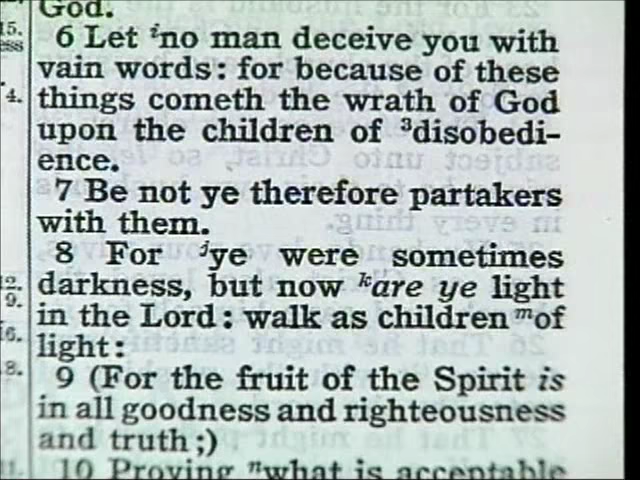 God.
6 Let ino man deceive you with
vain words: for because of these
things cometh the wrath of God
upon the children of 3disobedi-
ence.
7 Be not ye therefore partakers
with them.
8 For jye were sometimes
darkness, but now kare ye light
in the Lord: walk as children mof
light:
9 (For the fruit of the Spirit is
in all goodness and righteousness
and truth;)
10 Proving nwhat is acceptable